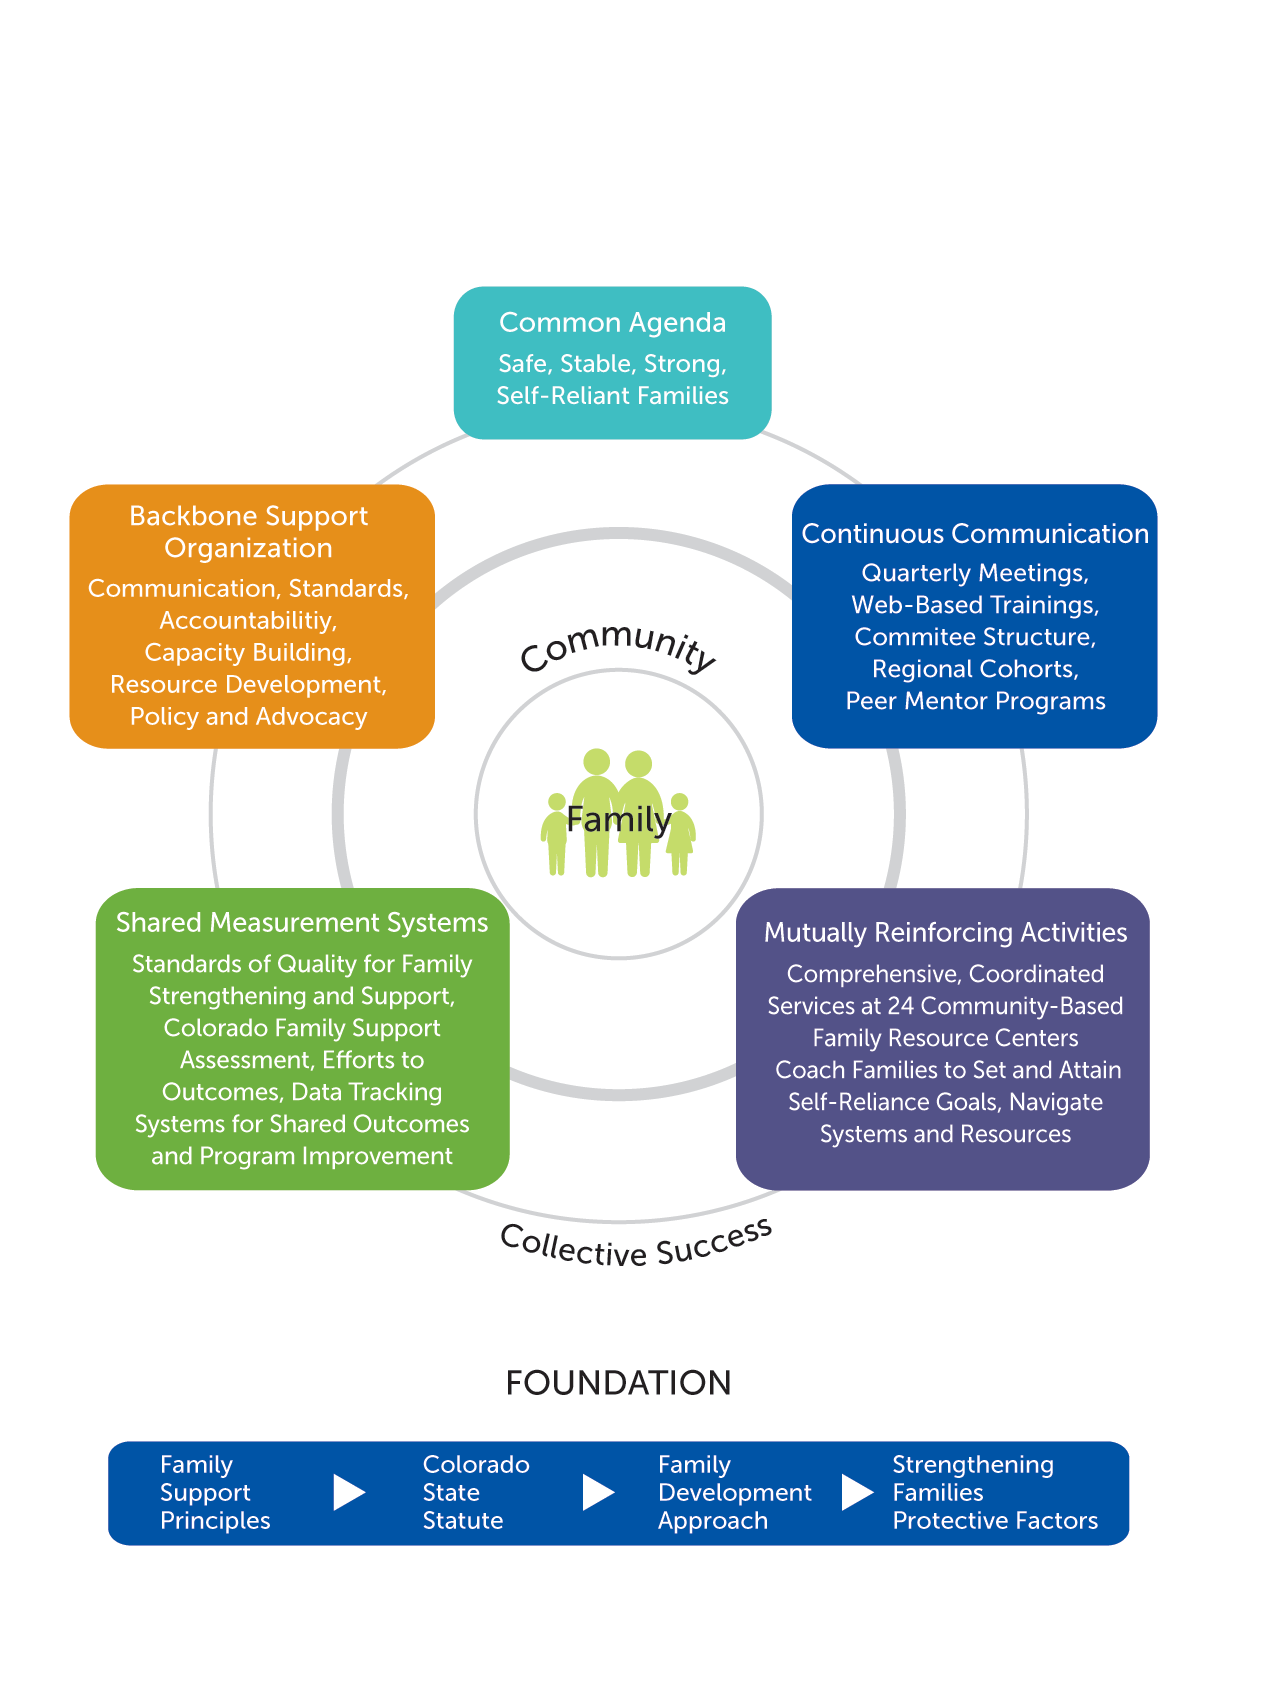 Common Agenda
Safe, Stable, Strong,
Self-Reliant Families
Backbone Support
Organization
Communication, Standards,
Accountabilitiy,
Capacity Building,
Resource Development,
Policy and Advocacy
Continuous Communication
Quarterly Meetings,
Web-Based Trainings,
Commitee Structure,
Regional Cohorts,
Peer Mentor Programs
Community
Family
Shared Measurement Systems
Standards of Quality for Family
Strengthening and Support,
Colorado Family Support
Assessment, Efforts to
Outcomes, Data Tracking
Systems for Shared Outcomes
and Program Improvement
Mutually Reinforcing Activities
Comprehensive, Coordinated
Services at 24 Community-Based
Family Resource Centers
Coach Families to Set and Attain
Self-Reliance Goals, Navigate
Systems and Resources
Collective Success
FOUNDATION
Family
Support
Principles
Colorado
State
Statute
Family
Development
Approach
Strengthening
Families
Protective Factors